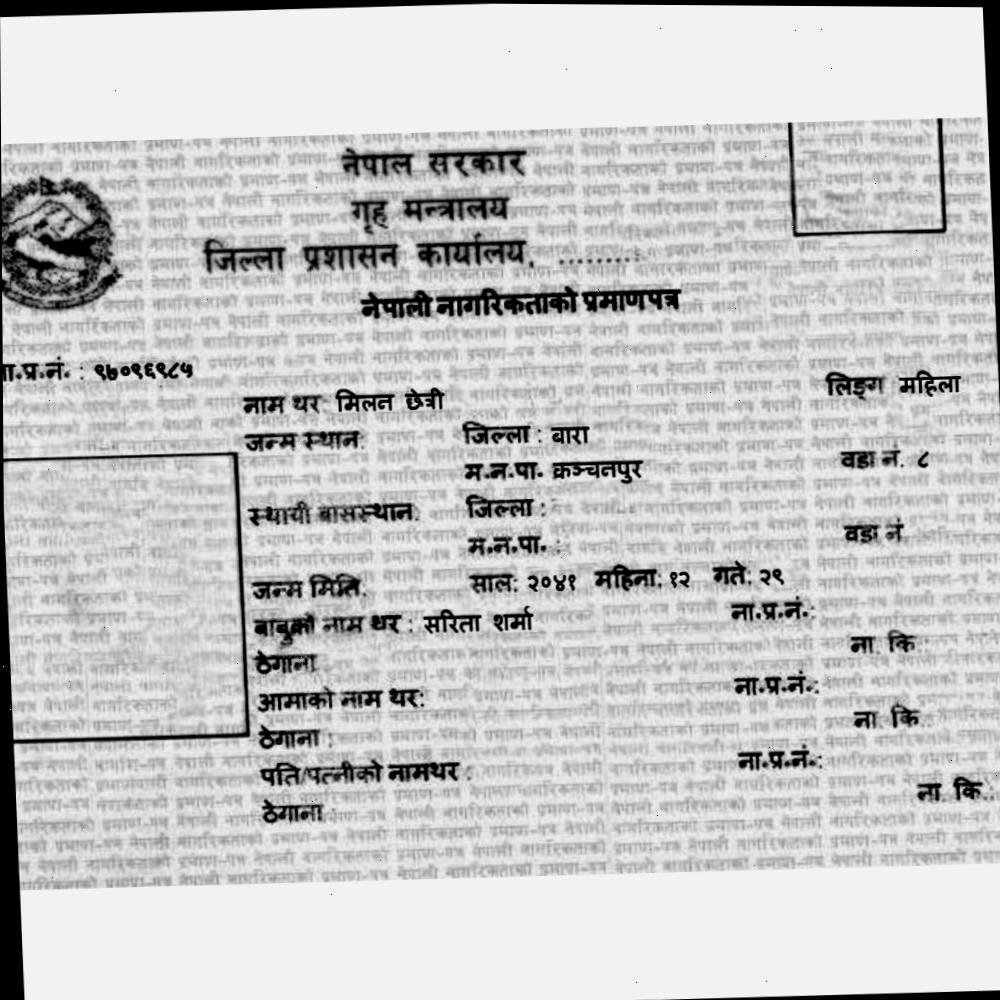 नेपाल सरकार
गृह मन्त्रालय
जिल्ला प्रशासन कार्यालय, .........
नेपाली नागरिकताको प्रमाणपत्र
ा.प्र.नं. : ९७०९६९८५
लिङ्ग महिला
नाम थर मिलन छेत्री
जन्म स्थान: जिल्ला : बारा
म.न.पा. कञ्चनपुर वडा नं. ८
स्थायी बासस्थान: जिल्ला :
म.न.पा. : वडा नं
जन्म मिति: साल: २०४१ महिना: १२ गते: २९
बाबुको नाम थर : सरिता शर्मा ना.प्र.नं.:
ठेगाना ना. कि.:
आमाको नाम थर: ना.प्र.नं.:
ठेगाना : ना. कि.:
पति/पत्नीको नामथर : ना.प्र.नं.:
ठेगाना ना. कि.: